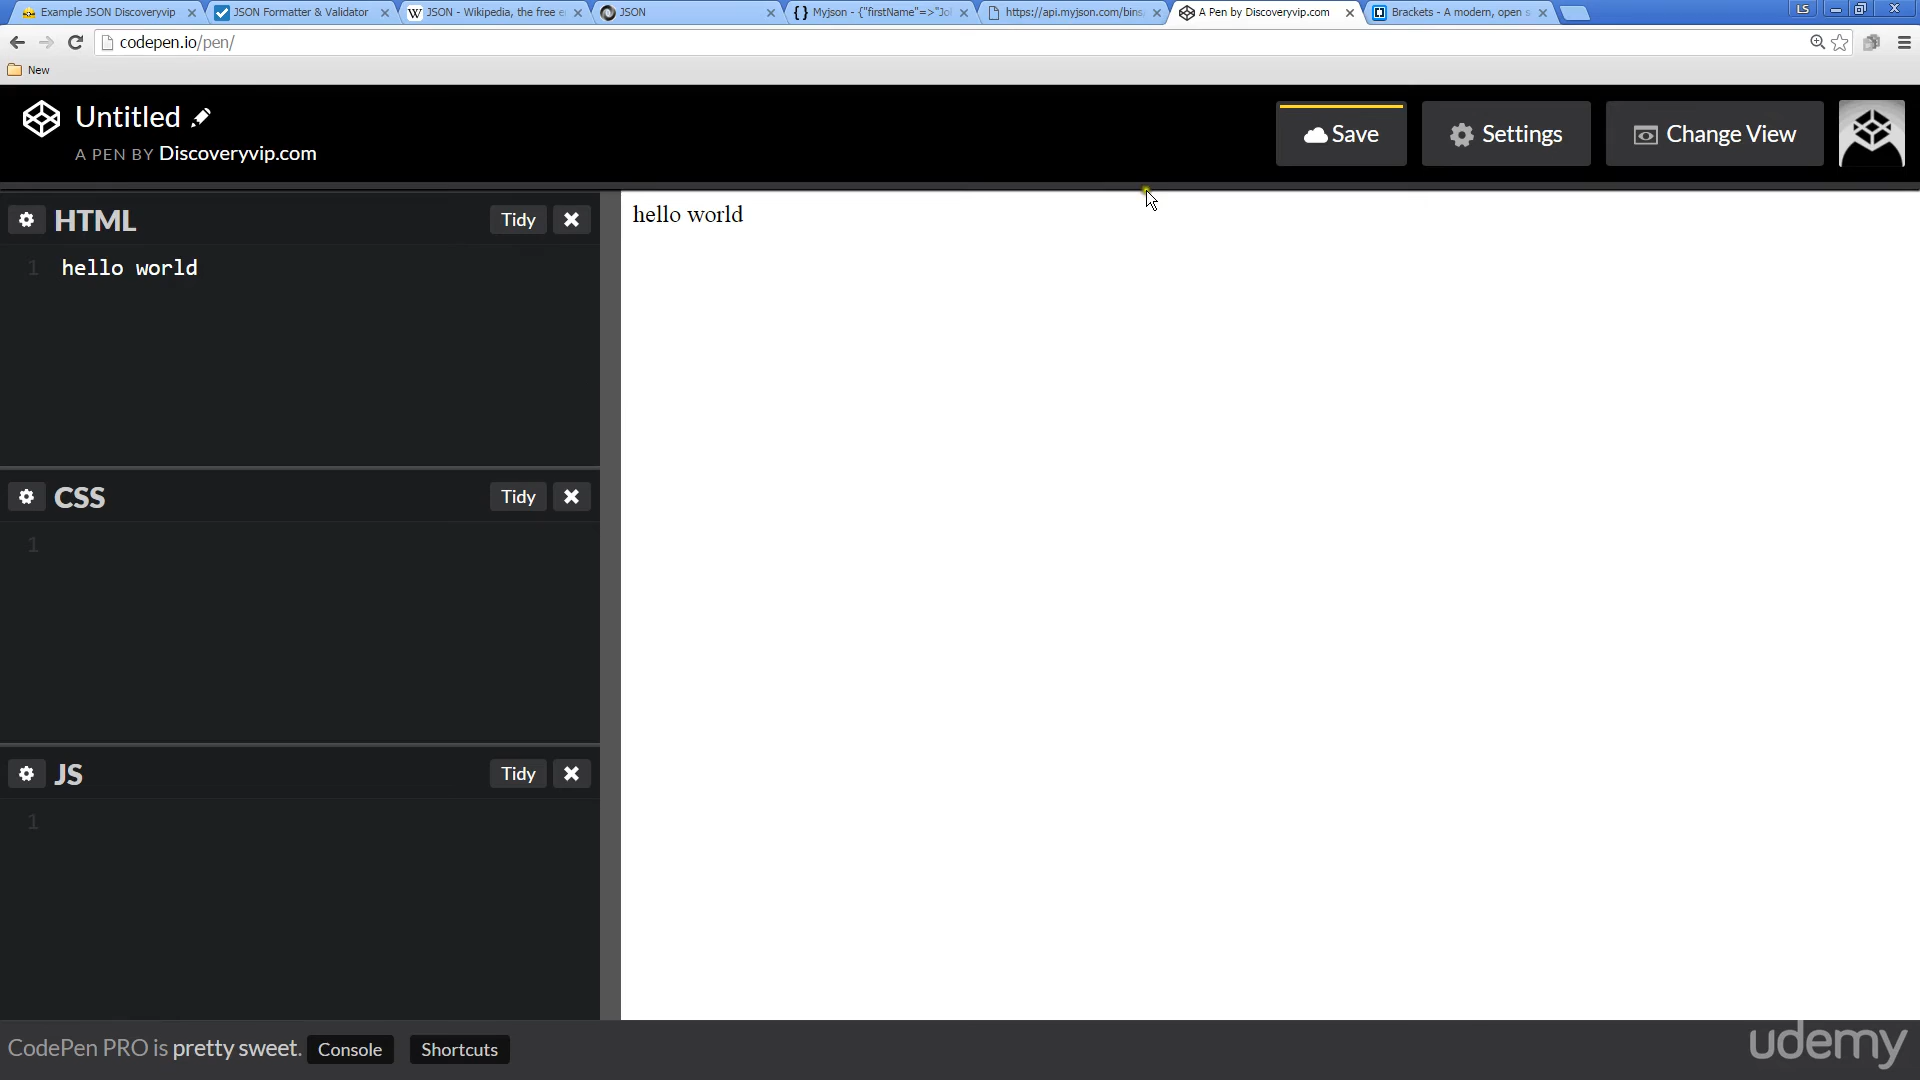 Example JSON Discoveryvip
JSON Formatter & Validator
W JSON - Wikipedia, the free e
JSON
{ } Myjson - {"firstName"=>"Jo
https://api.myjson.com/bins
A Pen by Discoveryvip.com
Brackets - A modern, open s
LS
codepen.io/pen/
New
Untitled
A PEN BY Discoveryvip.com
Save
Settings
Change View
HTML
Tidy
1 hello world
hello world
CSS
Tidy
1
JS
Tidy
1
CodePen PRO is pretty sweet.
Console
Shortcuts
udemy